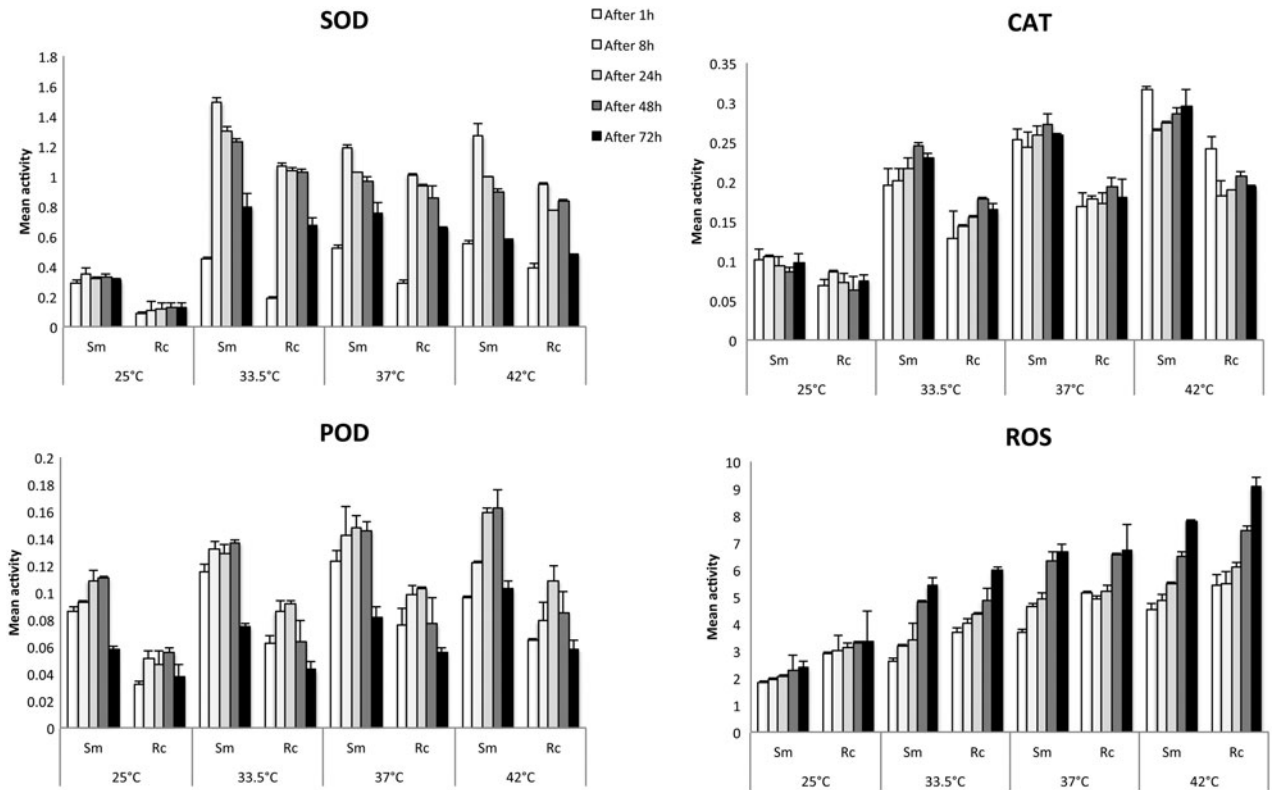 SOD
After 1h
After 8h
After 24h
After 48h
After 72h
Mean activity
1.8
1.6
1.4
1.2
1
0.8
0.6
0.4
0.2
0
Sm Rc Sm Rc Sm Rc Sm Rc
25°C 33.5°C 37°C 42°C
CAT
Mean activity
0.35
0.3
0.25
0.2
0.15
0.1
0.05
0
Sm Rc Sm Rc Sm Rc Sm Rc
25°C 33.5°C 37°C 42°C
POD
Mean activity
0.2
0.18
0.16
0.14
0.12
0.1
0.08
0.06
0.04
0.02
0
Sm Rc Sm Rc Sm Rc Sm Rc
25°C 33.5°C 37°C 42°C
ROS
Mean activity
10
9
8
7
6
5
4
3
2
1
0
Sm Rc Sm Rc Sm Rc Sm Rc
25°C 33.5°C 37°C 42°C